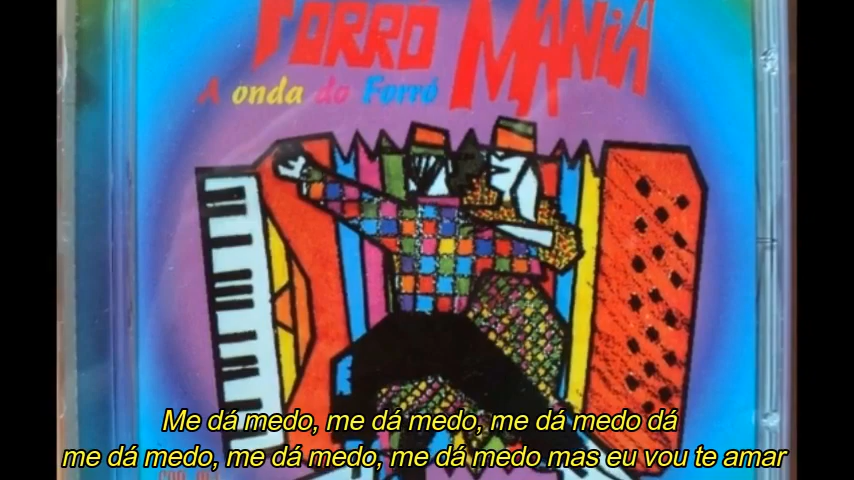 FORRÓ MANIA
A onda do Forró
Me dá medo, me dá medo, me dá medo dá
me dá medo, me dá medo, me dá medo mas eu vou te amar